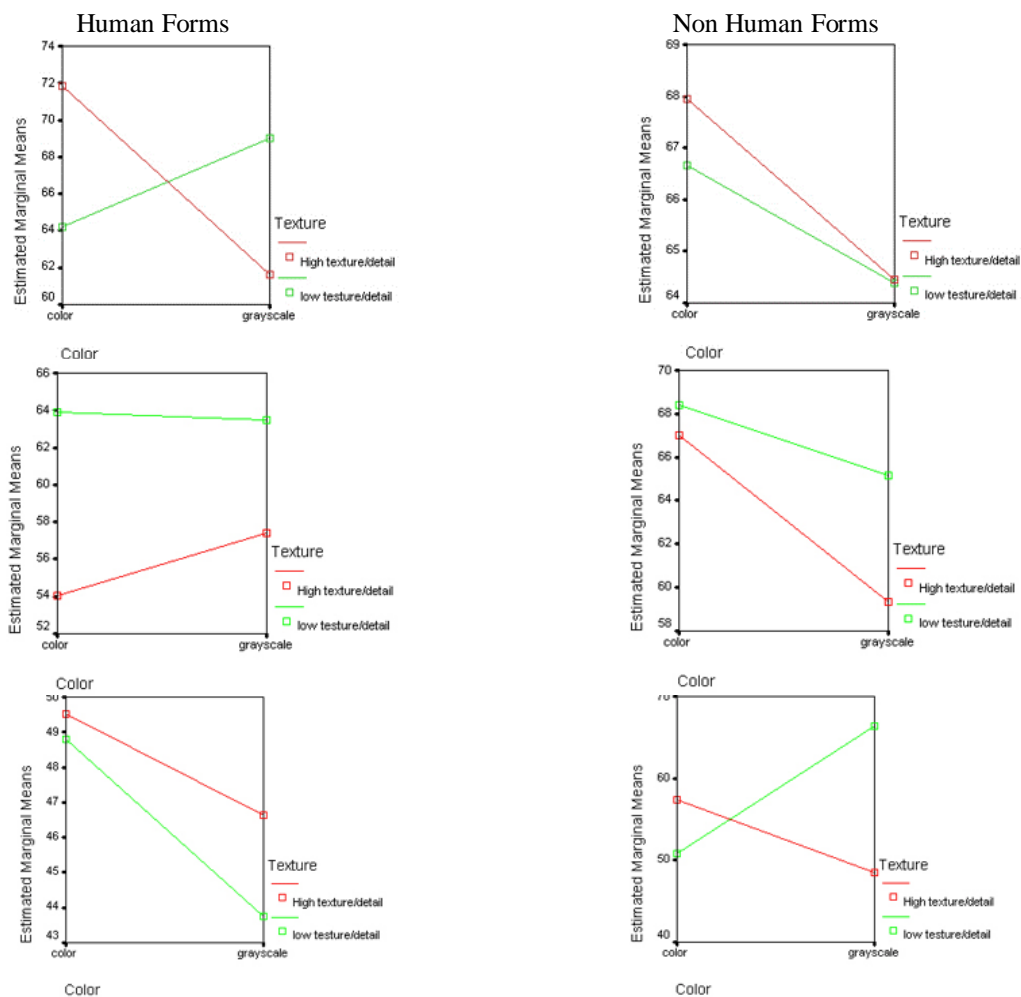 Human Forms
Non Human Forms
Estimated Marginal Means
74
72
70
68
66
64
62
60
color
grayscale
Color
Texture
High texture/detail
low testure/detail
Estimated Marginal Means
69
68
67
66
65
64
color
grayscale
Color
Texture
High texture/detail
low testure/detail
Estimated Marginal Means
66
64
62
60
58
56
54
52
color
grayscale
Color
Texture
High texture/detail
low testure/detail
Estimated Marginal Means
70
68
66
64
62
60
58
color
grayscale
Color
Texture
High texture/detail
low testure/detail
Estimated Marginal Means
50
49
48
47
46
45
44
43
color
grayscale
Color
Texture
High texture/detail
low testure/detail
Estimated Marginal Means
70
60
50
40
color
grayscale
Color
Texture
High texture/detail
low testure/detail